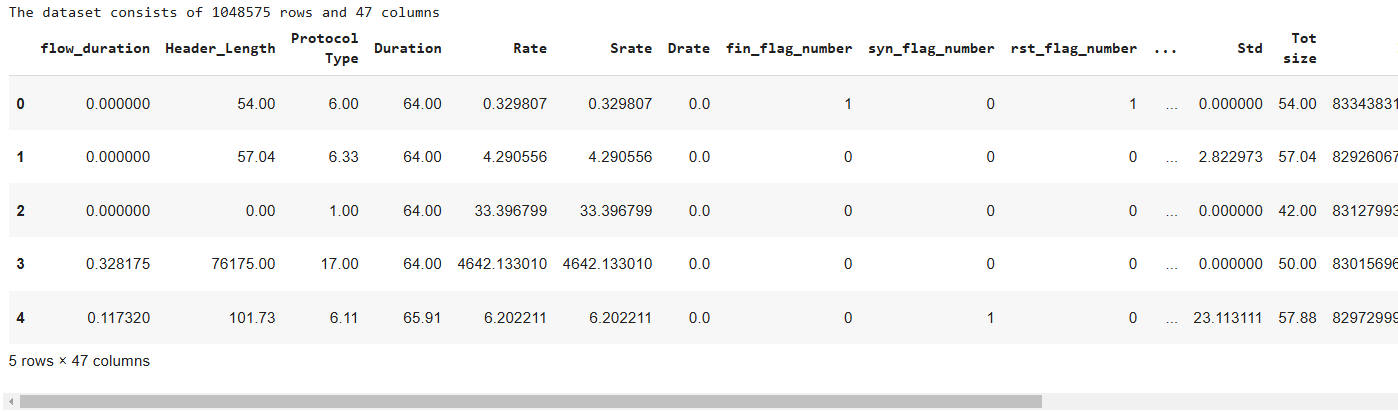 The dataset consists of 1048575 rows and 47 columns
flow_duration Header_Length Protocol Type Duration Rate Srate Drate fin_flag_number syn_flag_number rst_flag_number ... Std Tot size
0 0.000000 54.00 6.00 64.00 0.329807 0.329807 0.0 1 0 1 ... 0.000000 54.00 83343831
1 0.000000 57.04 6.33 64.00 4.290556 4.290556 0.0 0 0 0 ... 2.822973 57.04 82926067
2 0.000000 0.00 1.00 64.00 33.396799 33.396799 0.0 0 0 0 ... 0.000000 42.00 83127993
3 0.328175 76175.00 17.00 64.00 4642.133010 4642.133010 0.0 0 0 0 ... 0.000000 50.00 83015696
4 0.117320 101.73 6.11 65.91 6.202211 6.202211 0.0 0 1 0 ... 23.113111 57.88 82972999
5 rows × 47 columns